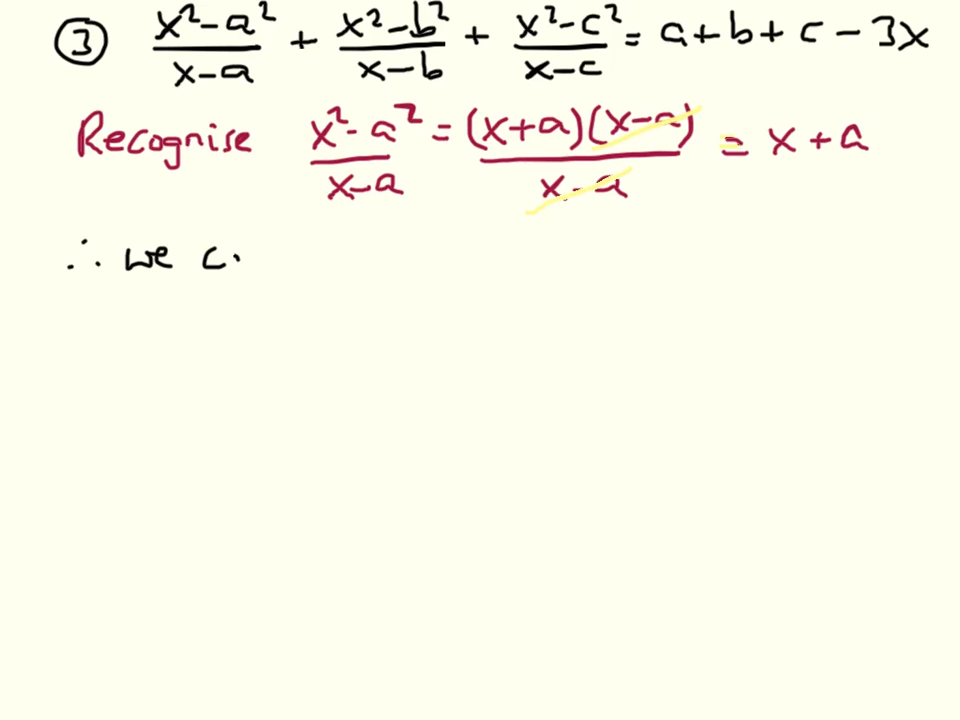 ③ (x²-a²)/(x-a) + (x²-b²)/(x-b) + (x²-c²)/(x-c) = a+b+c-3x
Recognise (x²-a²)/(x-a) = (x+a)(x-a)/(x-a) = x+a
∴ we c